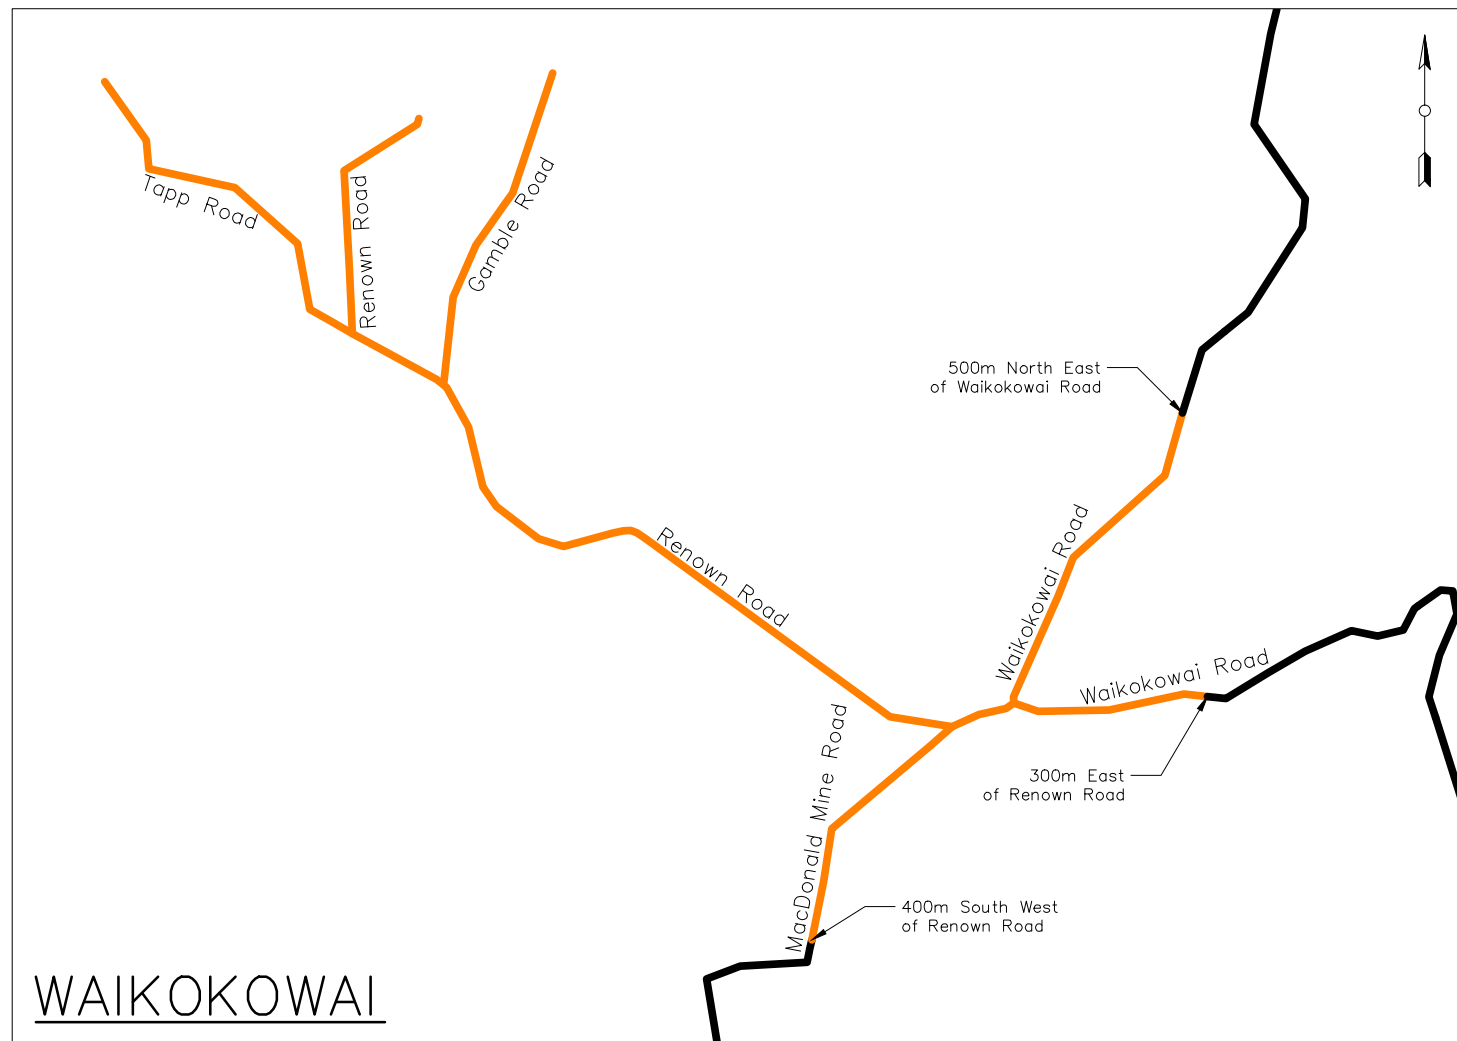 Tapp Road
Renown Road
Gamble Road
500m North East
of Waikokowai Road
Renown Road
Waikokowai Road
Waikokowai Road
MacDonald Mine Road
300m East
of Renown Road
400m South West
of Renown Road
WAIKOKOWAI